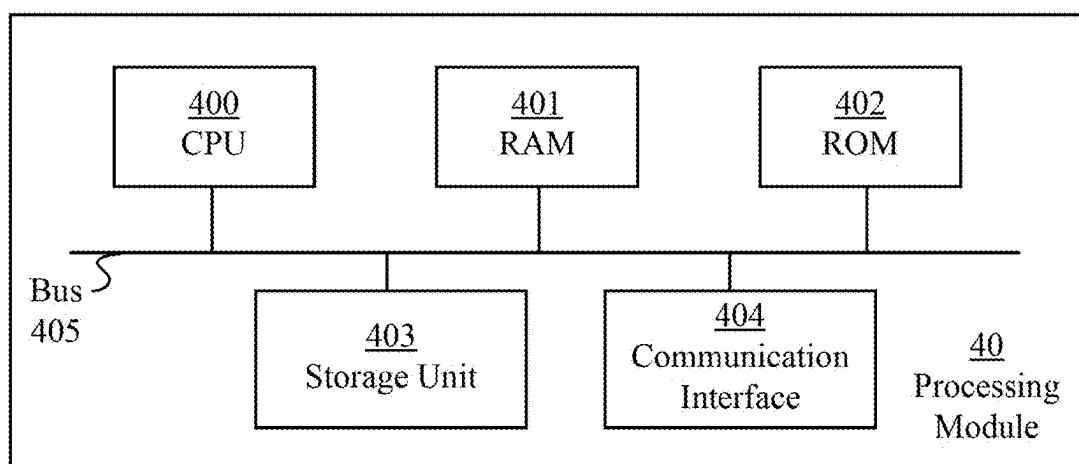 400
CPU
401
RAM
402
ROM
Bus
405
403
Storage Unit
404
Communication
Interface
40
Processing
Module